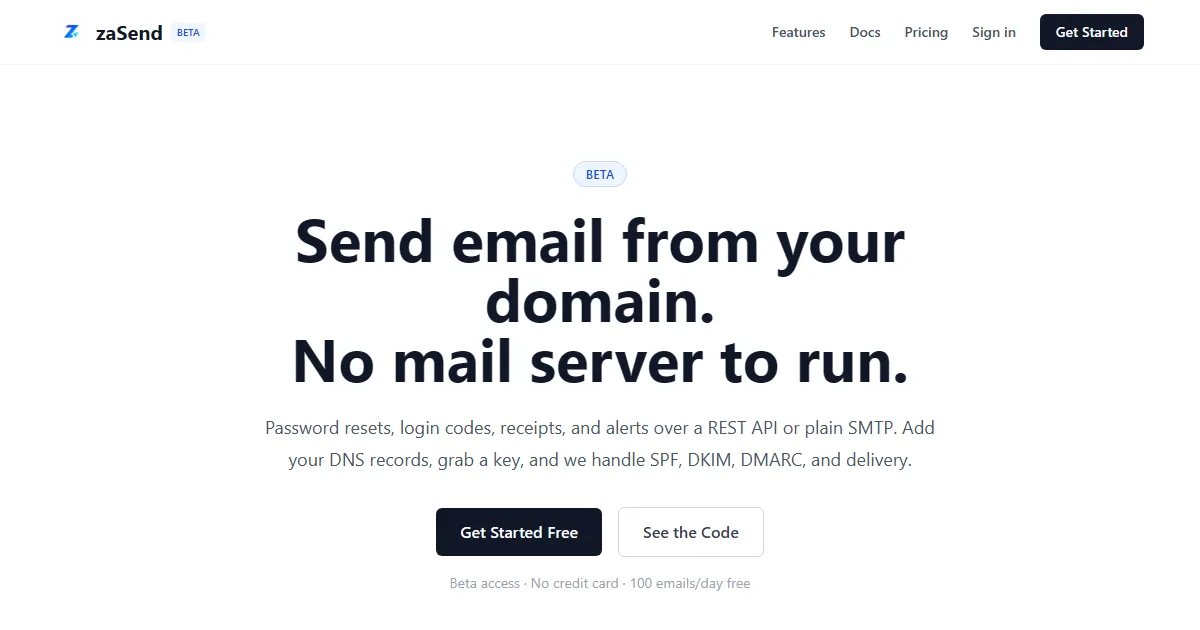 zaSend BETA
Features Docs Pricing Sign in Get Started
BETA
Send email from your
domain.
No mail server to run.
Password resets, login codes, receipts, and alerts over a REST API or plain SMTP. Add
your DNS records, grab a key, and we handle SPF, DKIM, DMARC, and delivery.
Get Started Free See the Code
Beta access · No credit card · 100 emails/day free